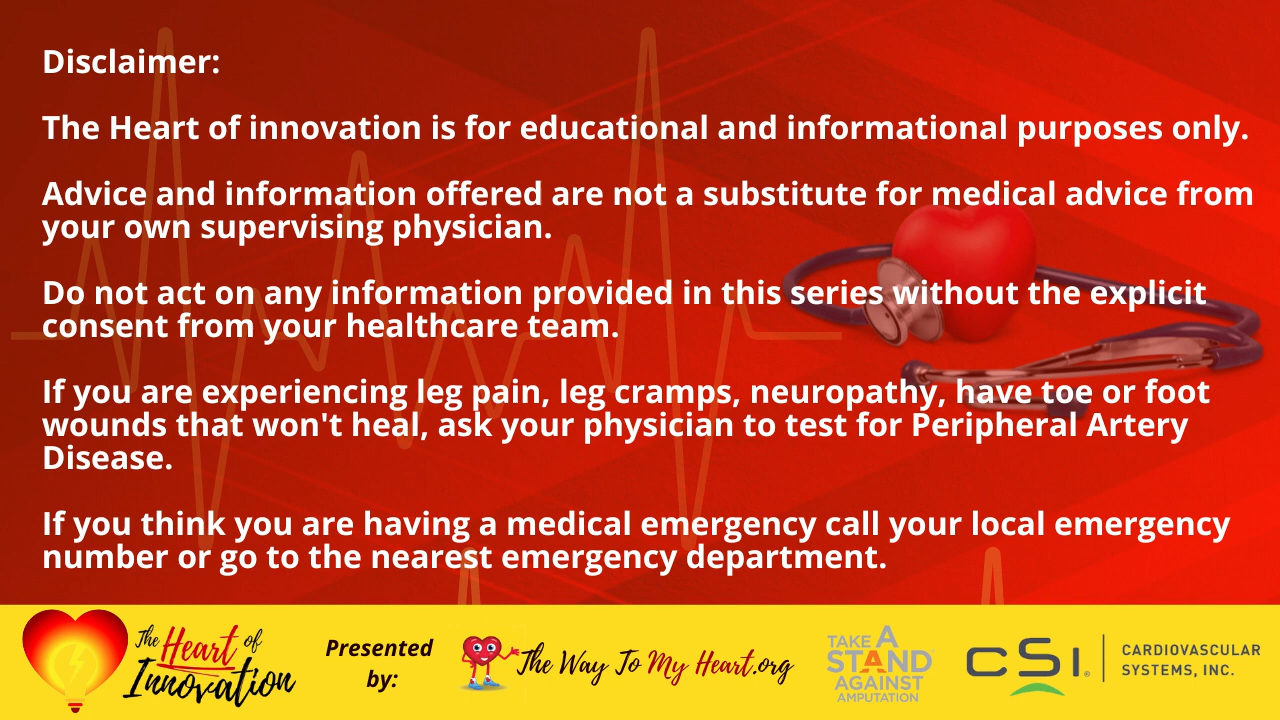 Disclaimer:
The Heart of innovation is for educational and informational purposes only.
Advice and information offered are not a substitute for medical advice from
your own supervising physician.
Do not act on any information provided in this series without the explicit
consent from your healthcare team.
If you are experiencing leg pain, leg cramps, neuropathy, have toe or foot
wounds that won't heal, ask your physician to test for Peripheral Artery
Disease.
If you think you are having a medical emergency call your local emergency
number or go to the nearest emergency department.
The Heart of
Innovation
Presented
by:
The Way To My Heart.org
TAKE A
STAND
AGAINST
AMPUTATION
CSI®
CARDIOVASCULAR
SYSTEMS, INC.